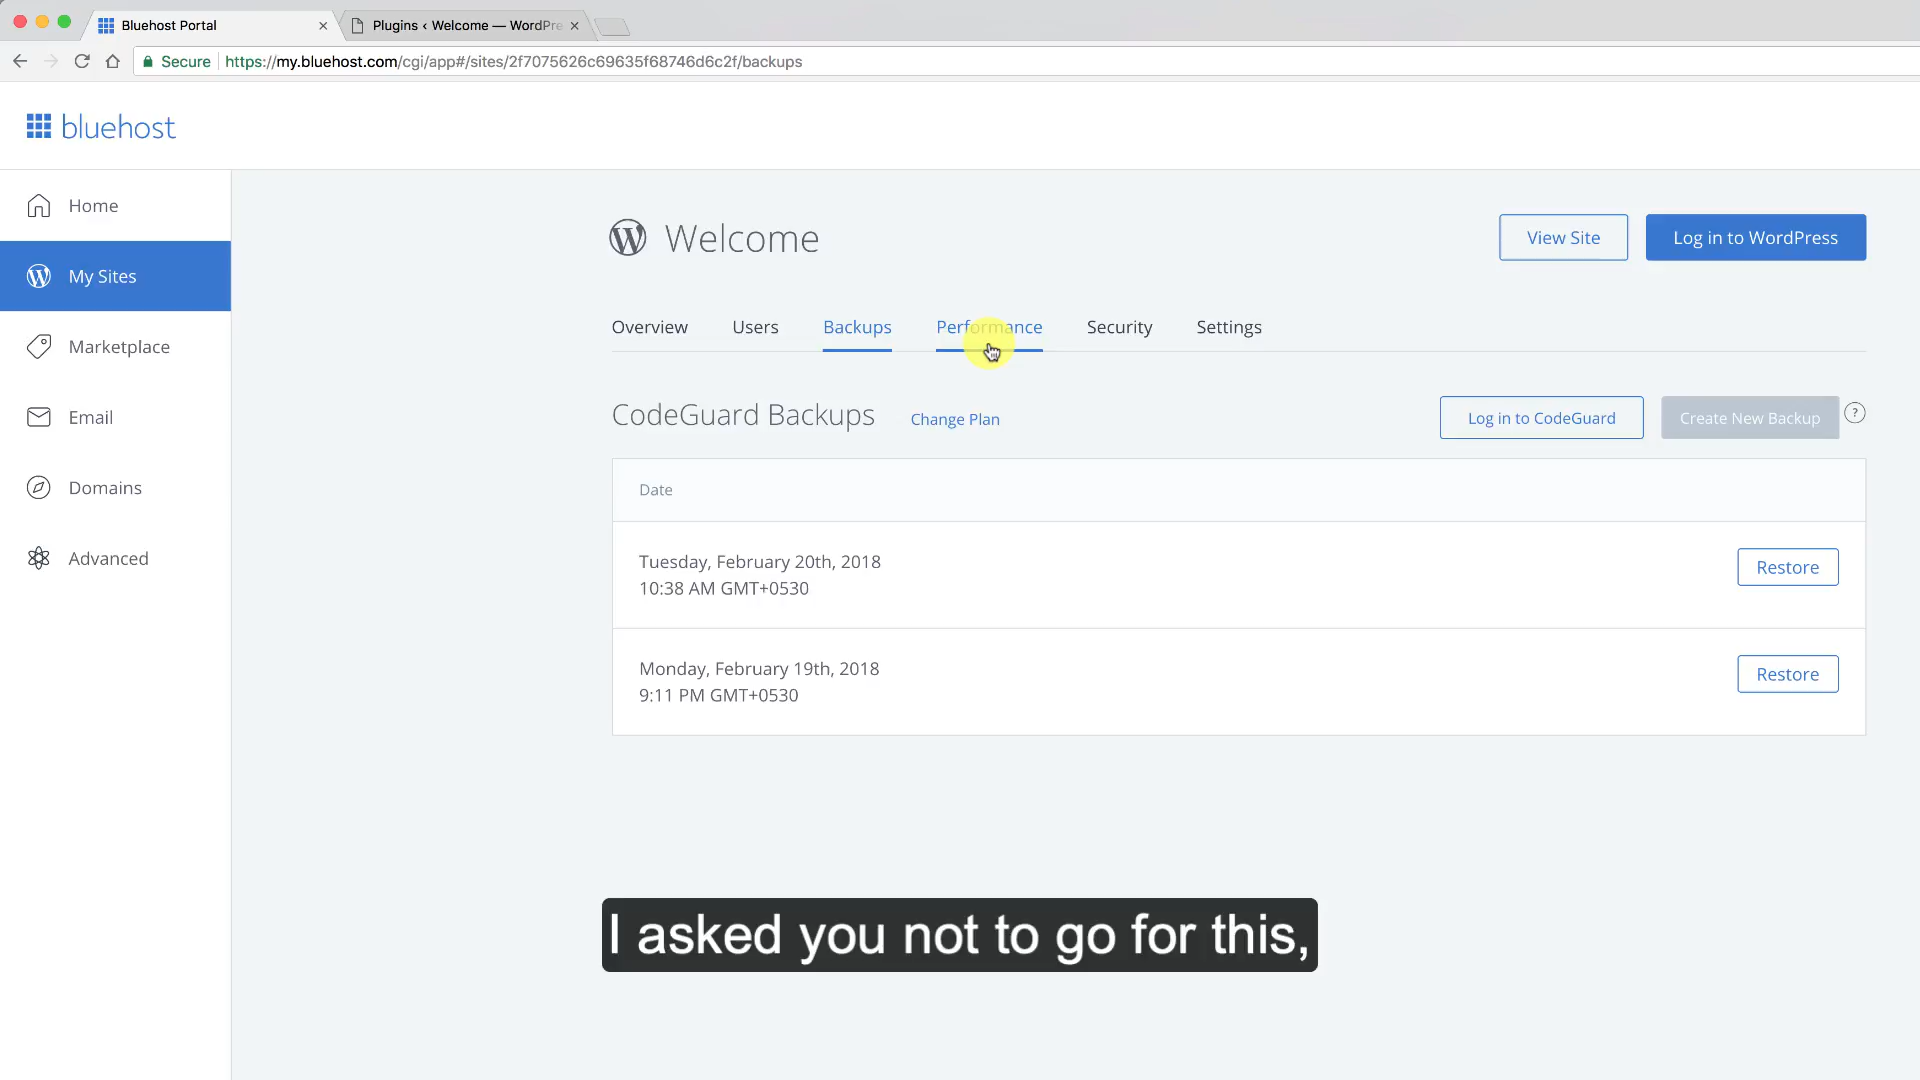 Bluehost Portal
Plugins ‹ Welcome — WordPre
Secure
https://my.bluehost.com/cgi/app#/sites/2f7075626c69635f68746d6c2f/backups
bluehost
Home
My Sites
Marketplace
Email
Domains
Advanced
Welcome
View Site
Log in to WordPress
Overview
Users
Backups
Performance
Security
Settings
CodeGuard Backups
Change Plan
Log in to CodeGuard
Create New Backup
?
Date
Tuesday, February 20th, 2018
10:38 AM GMT+0530
Restore
Monday, February 19th, 2018
9:11 PM GMT+0530
Restore
I asked you not to go for this,